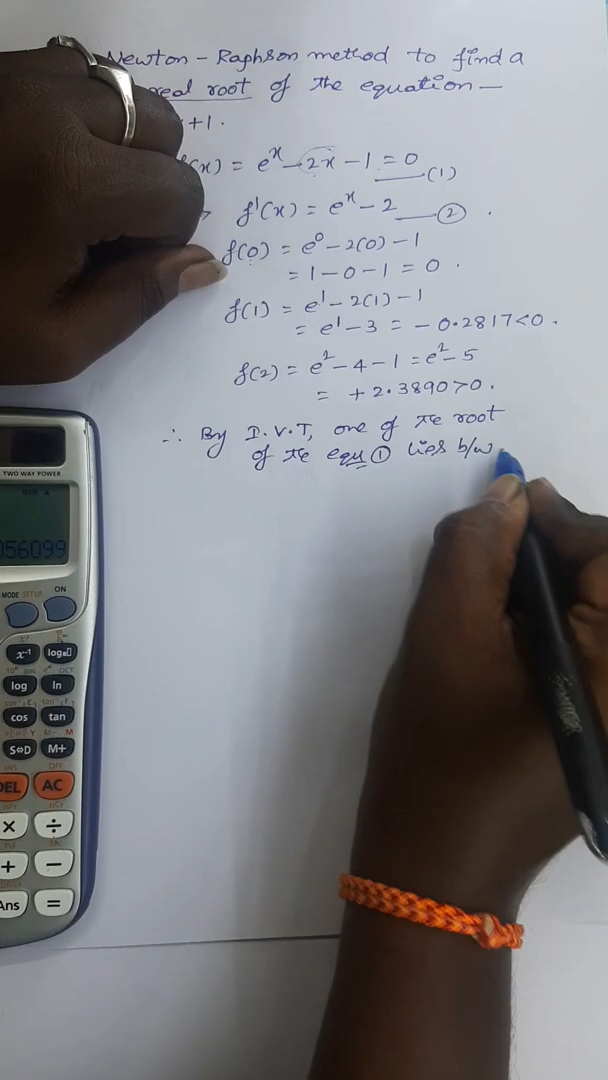 Newton-Raphson method to find a
real root of the equation -
x+1.
f(x) = e^x - 2x - 1 = 0 —(1)
f'(x) = e^x - 2 —②.
f(0) = e^0 - 2(0) - 1
= 1 - 0 - 1 = 0.
f(1) = e^1 - 2(1) - 1
= e^1 - 3 = - 0.2817 < 0.
f(2) = e^2 - 4 - 1 = e^2 - 5
= + 2.3890 > 0.
∴ By I.V.T, one of the root
of the equ ① lies b/w
TWO WAY POWER
056099
MODE SETUP ON
x⁻¹ log
log ln
cos tan
S⇔D M+
DEL AC
× ÷
+ −
Ans =